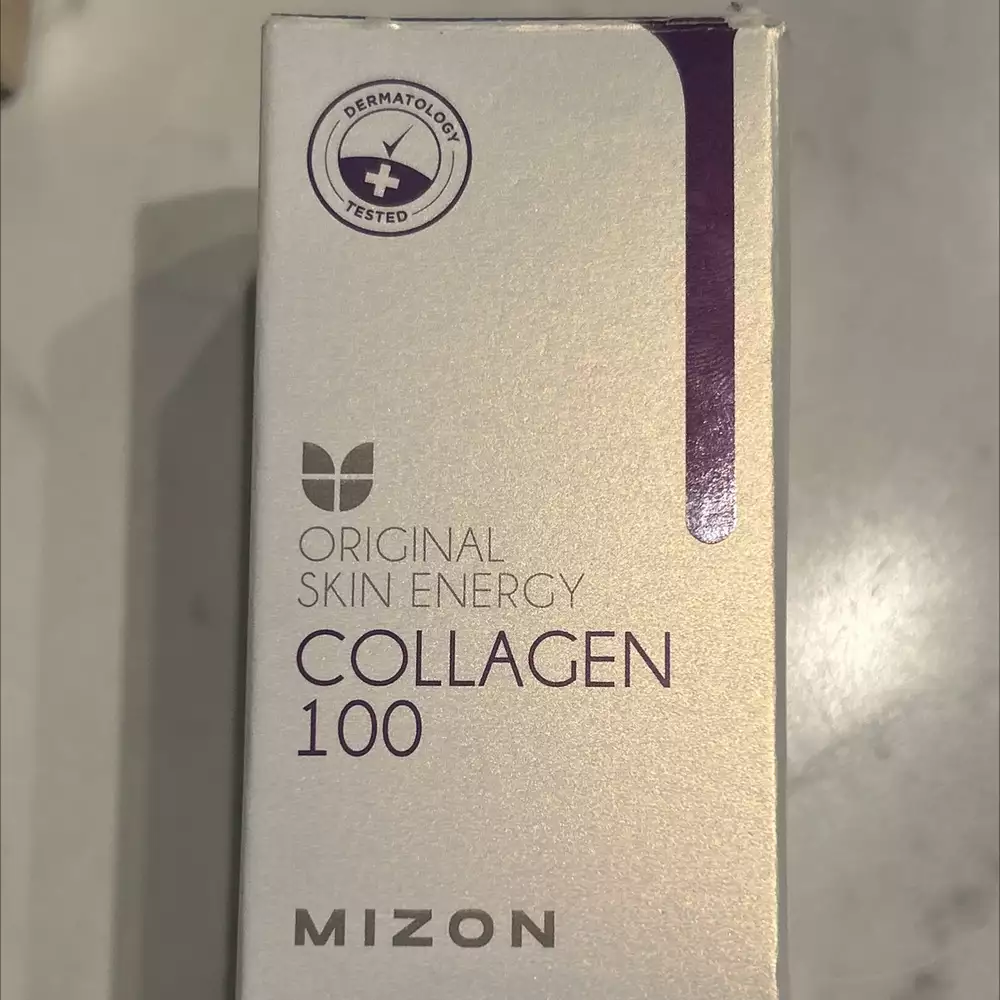 DERMATOLOGY
TESTED
ORIGINAL
SKIN ENERGY
COLLAGEN
100
MIZON